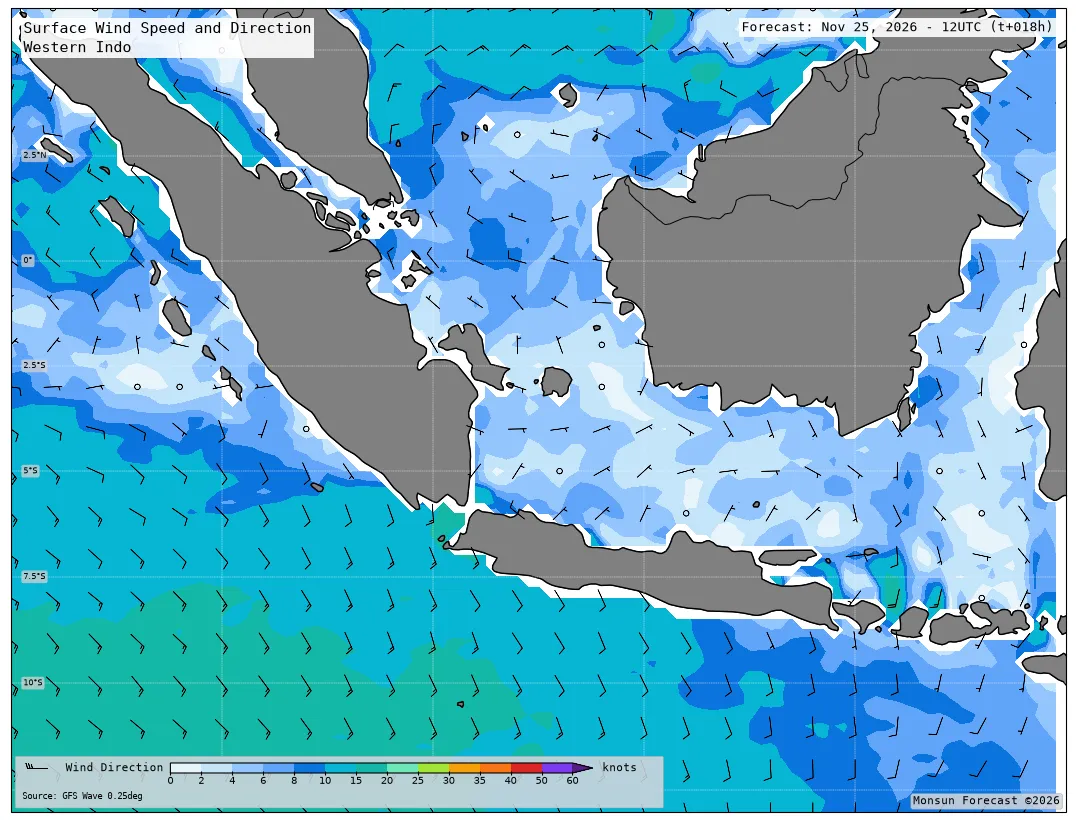 Surface Wind Speed and Direction
Western Indo
Forecast: Nov 25, 2026 - 12UTC (t+018h)
2.5°N
0°
2.5°S
5°S
7.5°S
10°S
Wind Direction
0 2 4 6 8 10 15 20 25 30 35 40 50 60
knots
Source: GFS Wave 0.25deg
Monsun Forecast ©2026